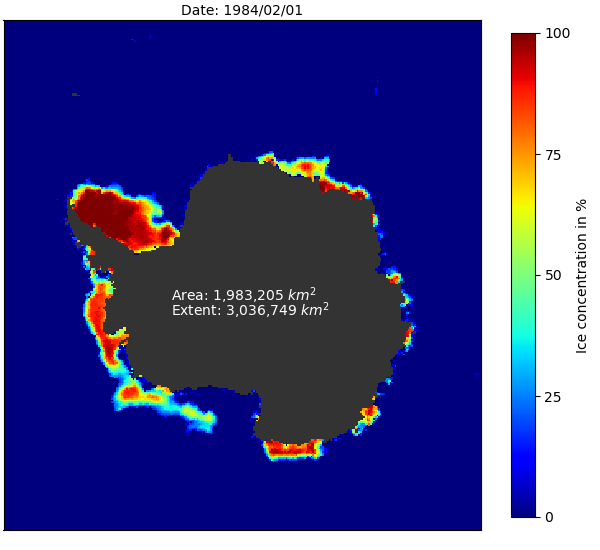 Date: 1984/02/01
Area: 1,983,205 km²
Extent: 3,036,749 km²
100
75
50
25
0
Ice concentration in %